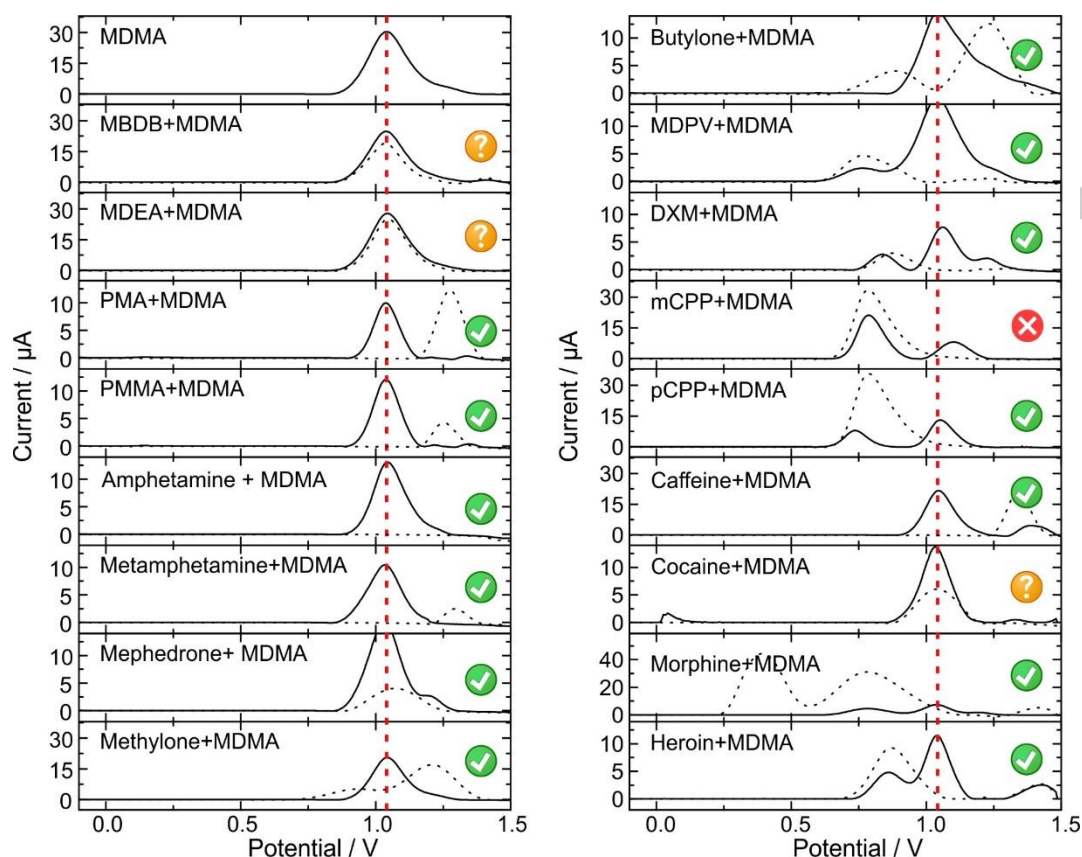 MDMA
30
15
0
MBDB+MDMA
30
15
0
?
MDEA+MDMA
30
15
0
?
PMA+MDMA
10
5
0
PMMA+MDMA
10
5
0
Amphetamine + MDMA
10
5
0
Metamphetamine+MDMA
10
5
0
Mephedrone+ MDMA
10
5
0
Methylone+MDMA
30
15
0
0.0 0.5 1.0 1.5
Potential / V
Current / µA
Butylone+MDMA
10
5
0
MDPV+MDMA
10
5
0
DXM+MDMA
10
5
0
mCPP+MDMA
30
15
0
pCPP+MDMA
30
15
0
Caffeine+MDMA
30
15
0
Cocaine+MDMA
10
5
0
?
Morphine+MDMA
40
20
0
Heroin+MDMA
10
5
0
0.0 0.5 1.0 1.5
Potential / V
Current / µA